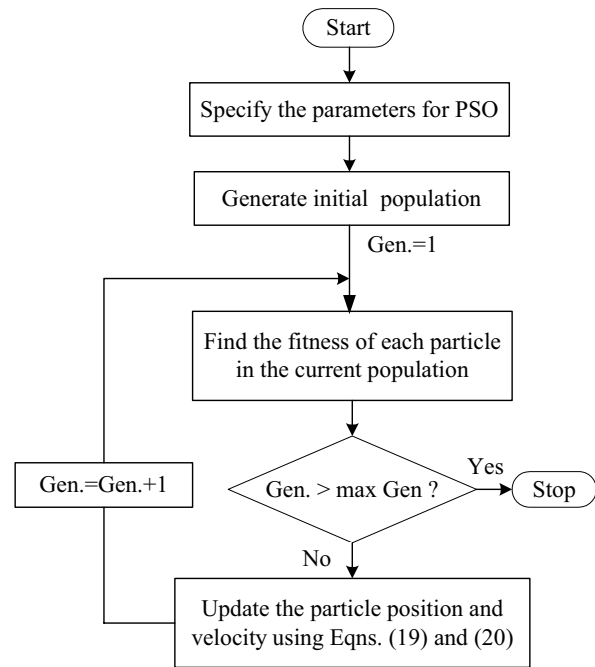 Start
Specify the parameters for PSO
Generate initial population
Gen.=1
Find the fitness of each particle
in the current population
Gen.=Gen.+1
Gen. > max Gen ?
Yes
Stop
No
Update the particle position and
velocity using Eqns. (19) and (20)